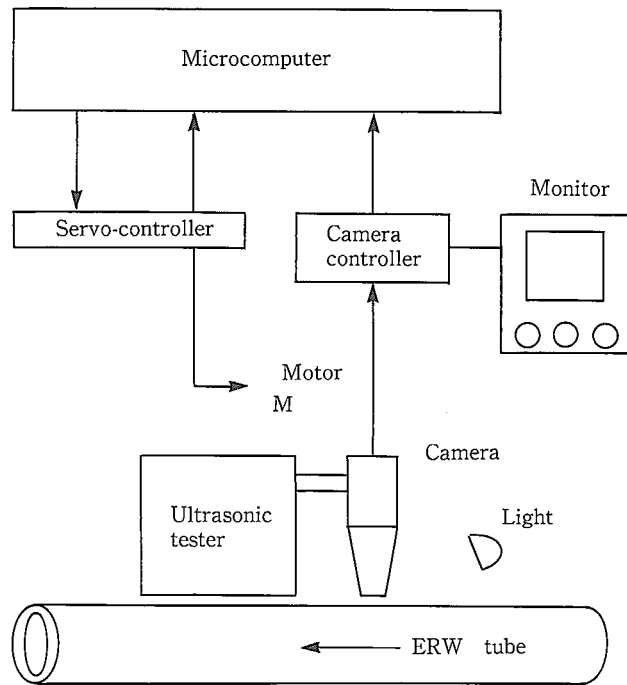 Microcomputer
Monitor
Servo-controller
Camera
controller
Motor
M
Camera
Ultrasonic
tester
Light
ERW tube